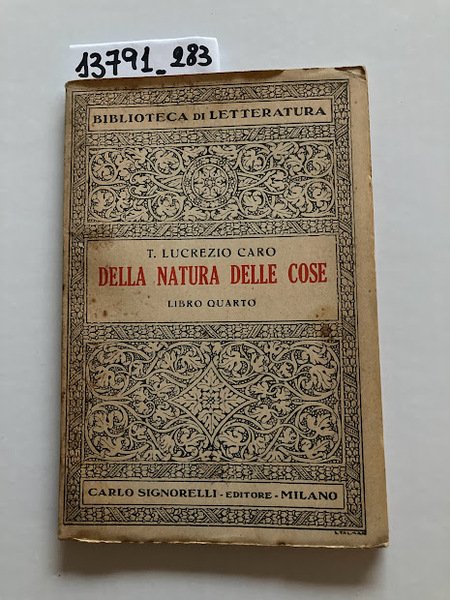 13791_283
BIBLIOTECA DI LETTERATURA
T. LUCREZIO CARO
DELLA NATURA DELLE COSE
LIBRO QUARTO
CARLO SIGNORELLI - EDITORE - MILANO